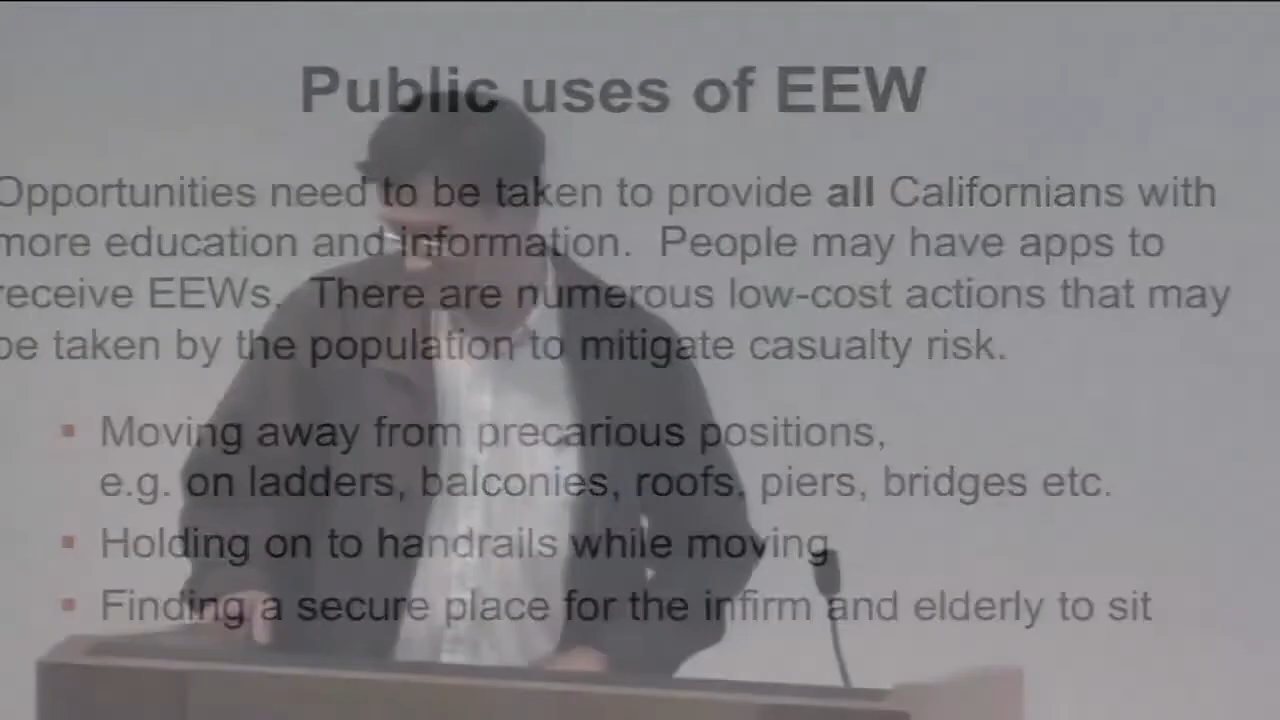 Public uses of EEW
Opportunities need to be taken to provide all Californians with
more education and information. People may have apps to
receive EEWs. There are numerous low-cost actions that may
be taken by the population to mitigate casualty risk.
▪ Moving away from precarious positions,
e.g. on ladders, balconies, roofs, piers, bridges etc.
▪ Holding on to handrails while moving
▪ Finding a secure place for the infirm and elderly to sit